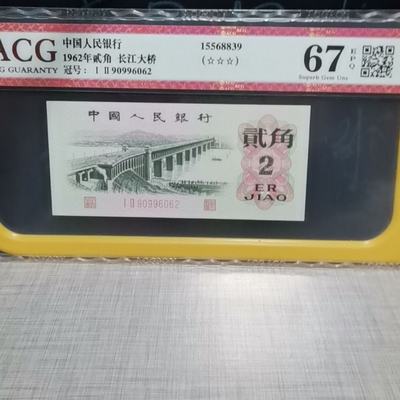 ACG
NG GUARANTY
中国人民银行
1962年贰角 长江大桥
冠号: I II 90996062
15568839
(☆☆☆)
67
EPQ
Superb Gem Unc
中國人民銀行
貳角
2
ER
JIAO
I II 90996062